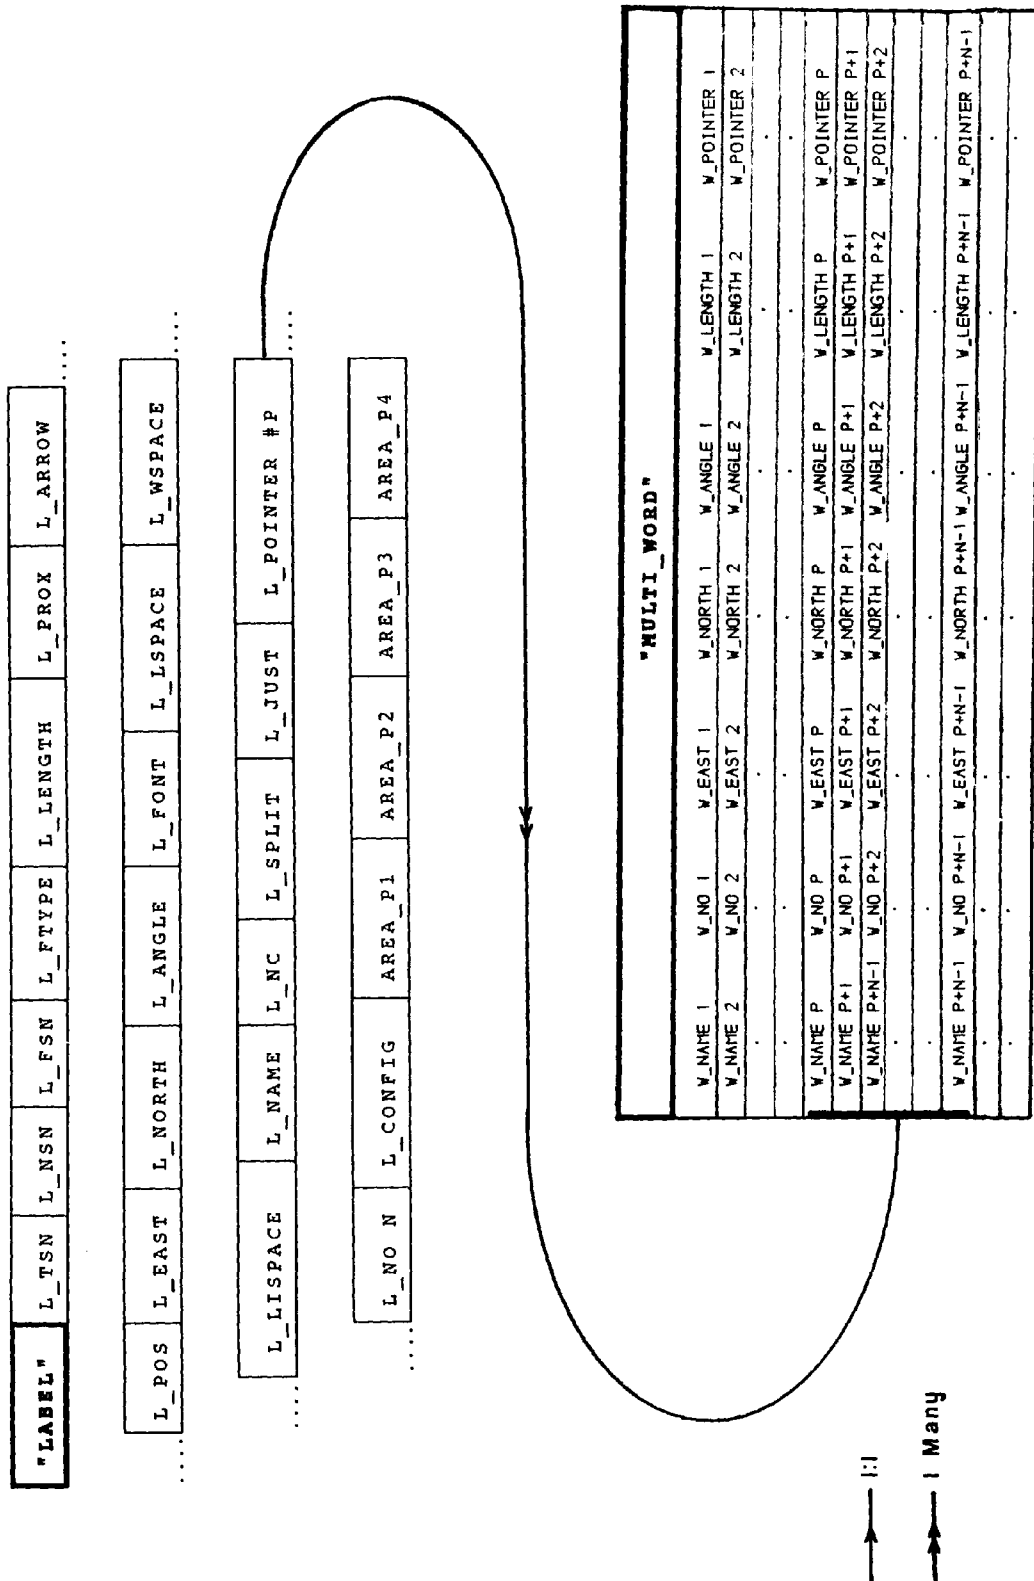 "LABEL" L_TSN L_NSN L_FSN L_FTYPE L_LENGTH L_PROX L_ARROW ....
.... L_POS L_EAST L_NORTH L_ANGLE L_FONT L_LSPACE L_WSPACE ....
.... L_LISPACE L_NAME L_NC L_SPLIT L_JUST L_POINTER #P ....
.... L_NO N L_CONFIG AREA_P1 AREA_P2 AREA_P3 AREA_P4
"MULTI_WORD"
W_NAME 1 W_NO 1 W_EAST 1 W_NORTH 1 W_ANGLE 1 W_LENGTH 1 W_POINTER 1
W_NAME 2 W_NO 2 W_EAST 2 W_NORTH 2 W_ANGLE 2 W_LENGTH 2 W_POINTER 2
. . . . . . .
. . . . . . .
W_NAME P W_NO P W_EAST P W_NORTH P W_ANGLE P W_LENGTH P W_POINTER P
W_NAME P+1 W_NO P+1 W_EAST P+1 W_NORTH P+1 W_ANGLE P+1 W_LENGTH P+1 W_POINTER P+1
W_NAME P+N-1 W_NO P+2 W_EAST P+2 W_NORTH P+2 W_ANGLE P+2 W_LENGTH P+2 W_POINTER P+2
. . . . . . .
. . . . . . .
W_NAME P+N-1 W_NO P+N-1 W_EAST P+N-1 W_NORTH P+N-1 W_ANGLE P+N-1 W_LENGTH P+N-1 W_POINTER P+N-1
. . . . . . .
. . . . . . .
1:1
1 Many